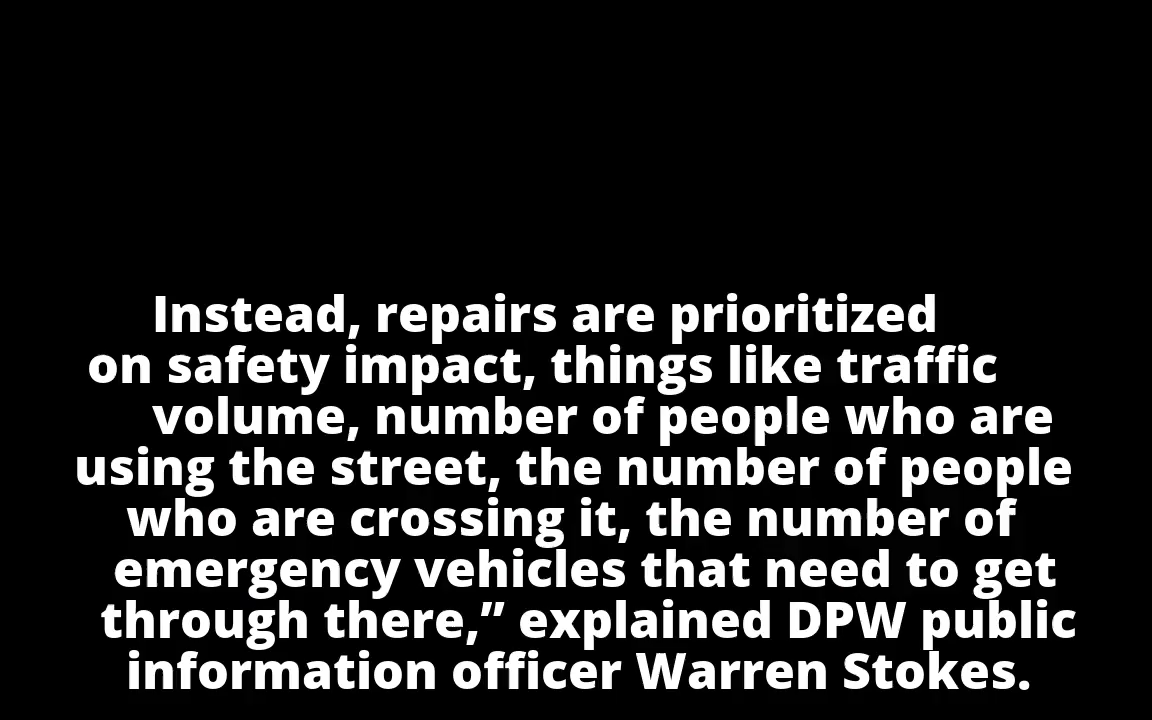 Instead, repairs are prioritized
on safety impact, things like traffic
volume, number of people who are
using the street, the number of people
who are crossing it, the number of
emergency vehicles that need to get
through there,” explained DPW public
information officer Warren Stokes.